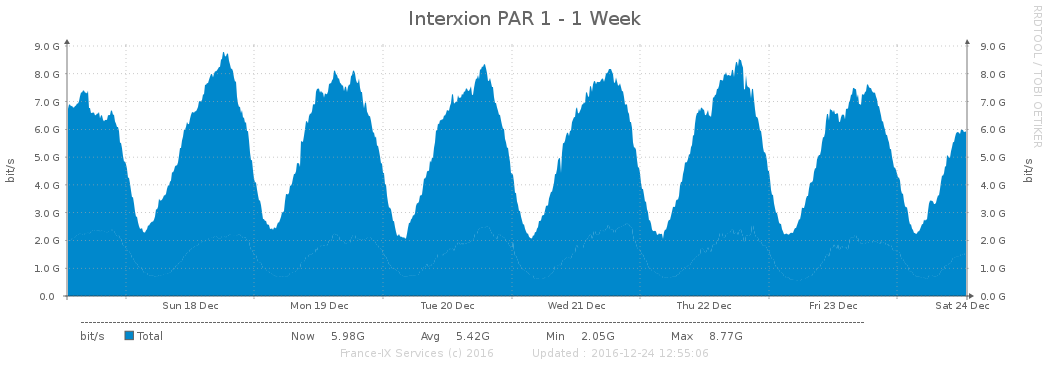 Interxion PAR 1 - 1 Week
RRDTOOL / TOBI OETIKER
bit/s
9.0 G
8.0 G
7.0 G
6.0 G
5.0 G
4.0 G
3.0 G
2.0 G
1.0 G
0.0
9.0 G
8.0 G
7.0 G
6.0 G
5.0 G
4.0 G
3.0 G
2.0 G
1.0 G
0.0 G
bit/s
Sun 18 Dec Mon 19 Dec Tue 20 Dec Wed 21 Dec Thu 22 Dec Fri 23 Dec Sat 24 Dec
bit/s Total Now 5.98G Avg 5.42G Min 2.05G Max 8.77G
France-IX Services (c) 2016 Updated : 2016-12-24 12:55:06